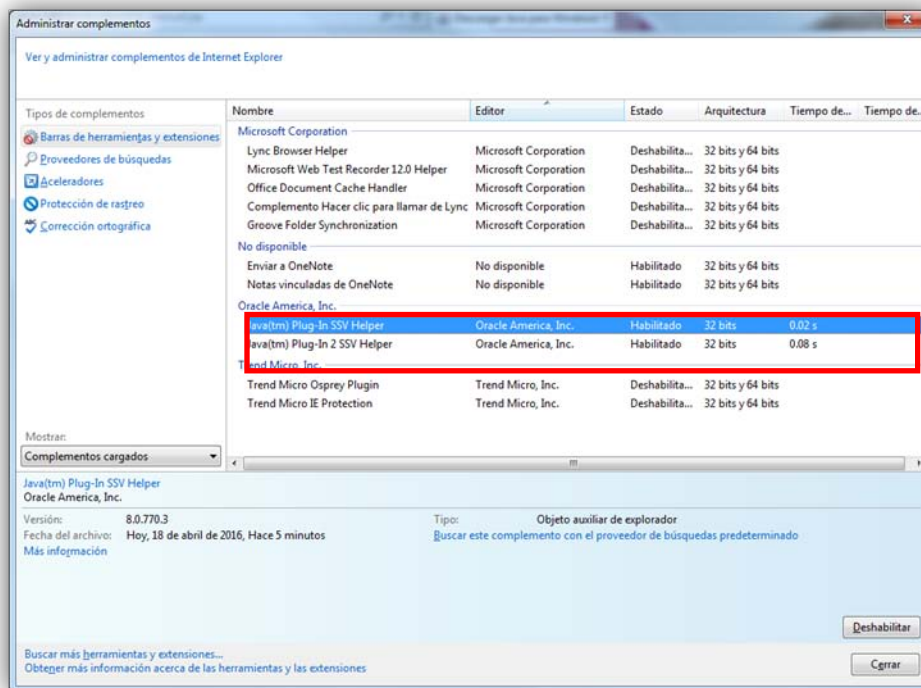 Administrar complementos
Ver y administrar complementos de Internet Explorer
Tipos de complementos
Barras de herramientas y extensiones
Proveedores de búsquedas
Aceleradores
Protección de rastreo
Corrección ortográfica
Mostrar:
Complementos cargados
Nombre Editor Estado Arquitectura Tiempo de... Tiempo de...
Microsoft Corporation
Lync Browser Helper Microsoft Corporation Deshabilita... 32 bits y 64 bits
Microsoft Web Test Recorder 12.0 Helper Microsoft Corporation Deshabilita... 32 bits y 64 bits
Office Document Cache Handler Microsoft Corporation Deshabilita... 32 bits y 64 bits
Complemento Hacer clic para llamar de Lync Microsoft Corporation Deshabilita... 32 bits y 64 bits
Groove Folder Synchronization Microsoft Corporation Deshabilita... 32 bits y 64 bits
No disponible
Enviar a OneNote No disponible Habilitado 32 bits y 64 bits
Notas vinculadas de OneNote No disponible Habilitado 32 bits y 64 bits
Oracle America, Inc.
Java(tm) Plug-In SSV Helper Oracle America, Inc. Habilitado 32 bits 0.02 s
Java(tm) Plug-In 2 SSV Helper Oracle America, Inc. Habilitado 32 bits 0.08 s
Trend Micro, Inc.
Trend Micro Osprey Plugin Trend Micro, Inc. Deshabilita... 32 bits y 64 bits
Trend Micro IE Protection Trend Micro, Inc. Deshabilita... 32 bits y 64 bits
Java(tm) Plug-In SSV Helper
Oracle America, Inc.
Versión: 8.0.770.3
Fecha del archivo: Hoy, 18 de abril de 2016, Hace 5 minutos
Más información
Tipo: Objeto auxiliar de explorador
Buscar este complemento con el proveedor de búsquedas predeterminado
Deshabilitar
Buscar más herramientas y extensiones...
Obtener más información acerca de las herramientas y las extensiones
Cerrar